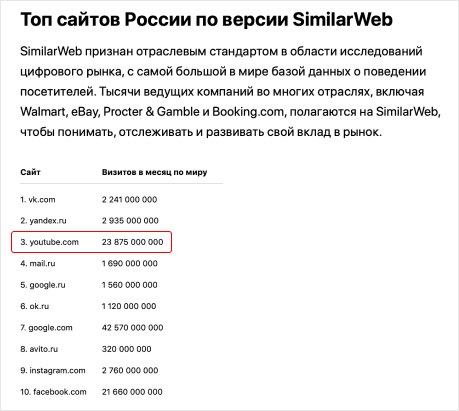 Топ сайтов России по версии SimilarWeb
SimilarWeb признан отраслевым стандартом в области исследований
цифрового рынка, с самой большой в мире базой данных о поведении
посетителей. Тысячи ведущих компаний во многих отраслях, включая
Walmart, eBay, Procter & Gamble и Booking.com, полагаются на SimilarWeb,
чтобы понимать, отслеживать и развивать свой вклад в рынок.
Сайт Визитов в месяц по миру
1. vk.com 2 241 000 000
2. yandex.ru 2 935 000 000
3. youtube.com 23 875 000 000
4. mail.ru 1 690 000 000
5. google.ru 1 560 000 000
6. ok.ru 1 120 000 000
7. google.com 42 570 000 000
8. avito.ru 320 000 000
9. instagram.com 2 760 000 000
10. facebook.com 21 660 000 000